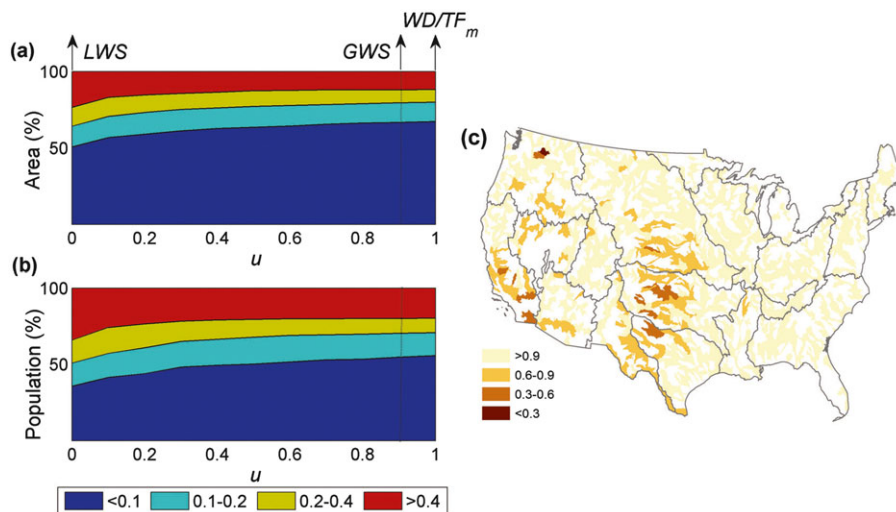 WD/TFm
LWS
GWS
(a)
100
50
Area (%)
0 0.2 0.4 0.6 0.8 1
u
(b)
100
50
Population (%)
0 0.2 0.4 0.6 0.8 1
u
<0.1 0.1-0.2 0.2-0.4 >0.4
(c)
>0.9
0.6-0.9
0.3-0.6
<0.3